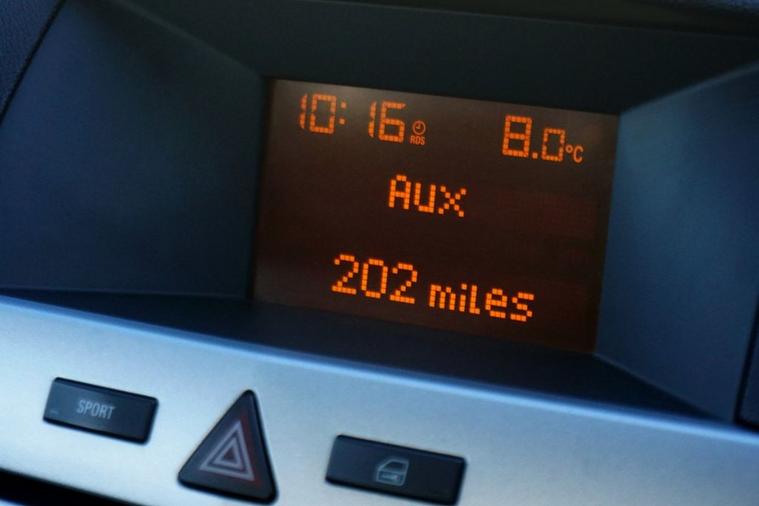 10:16 RDS 8.0°C
Aux
202 miles
SPORT